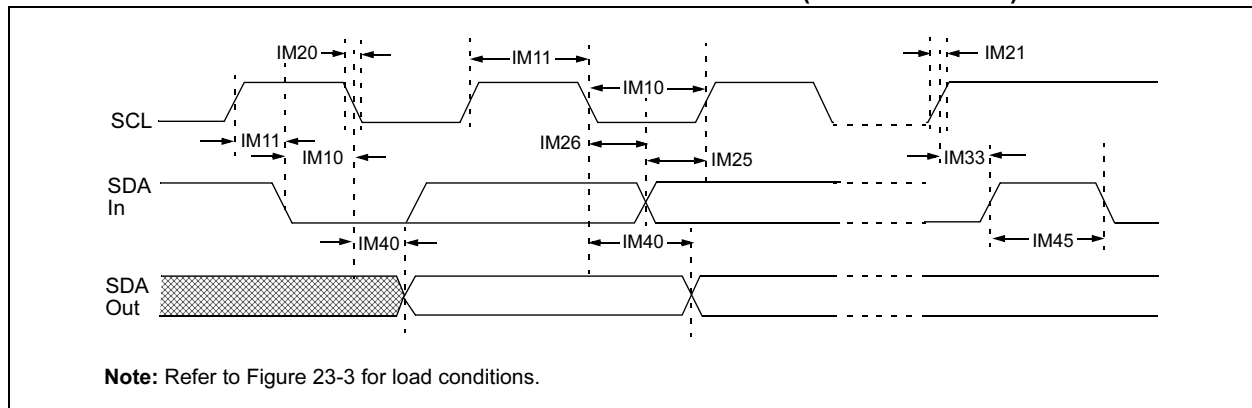 IM20
IM11
IM10
IM21
SCL
IM11
IM10
IM26
IM25
IM33
SDA
In
IM40
IM40
IM45
SDA
Out
Note: Refer to Figure 23-3 for load conditions.